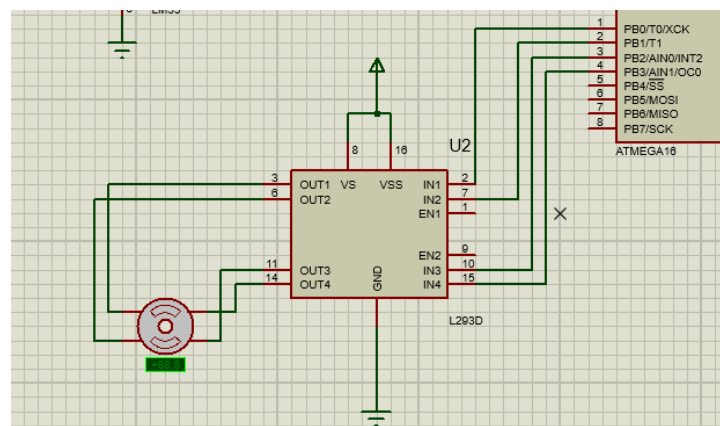 LM35
1 PB0/T0/XCK
2 PB1/T1
3 PB2/AIN0/INT2
4 PB3/AIN1/OC0
5 PB4/SS
6 PB5/MOSI
7 PB6/MISO
8 PB7/SCK
ATMEGA16
8 16 U2
3 OUT1 VS VSS IN1 2
6 OUT2 IN2 7
EN1 1
EN2 9
11 OUT3 IN3 10
14 OUT4 GND IN4 15
L293D